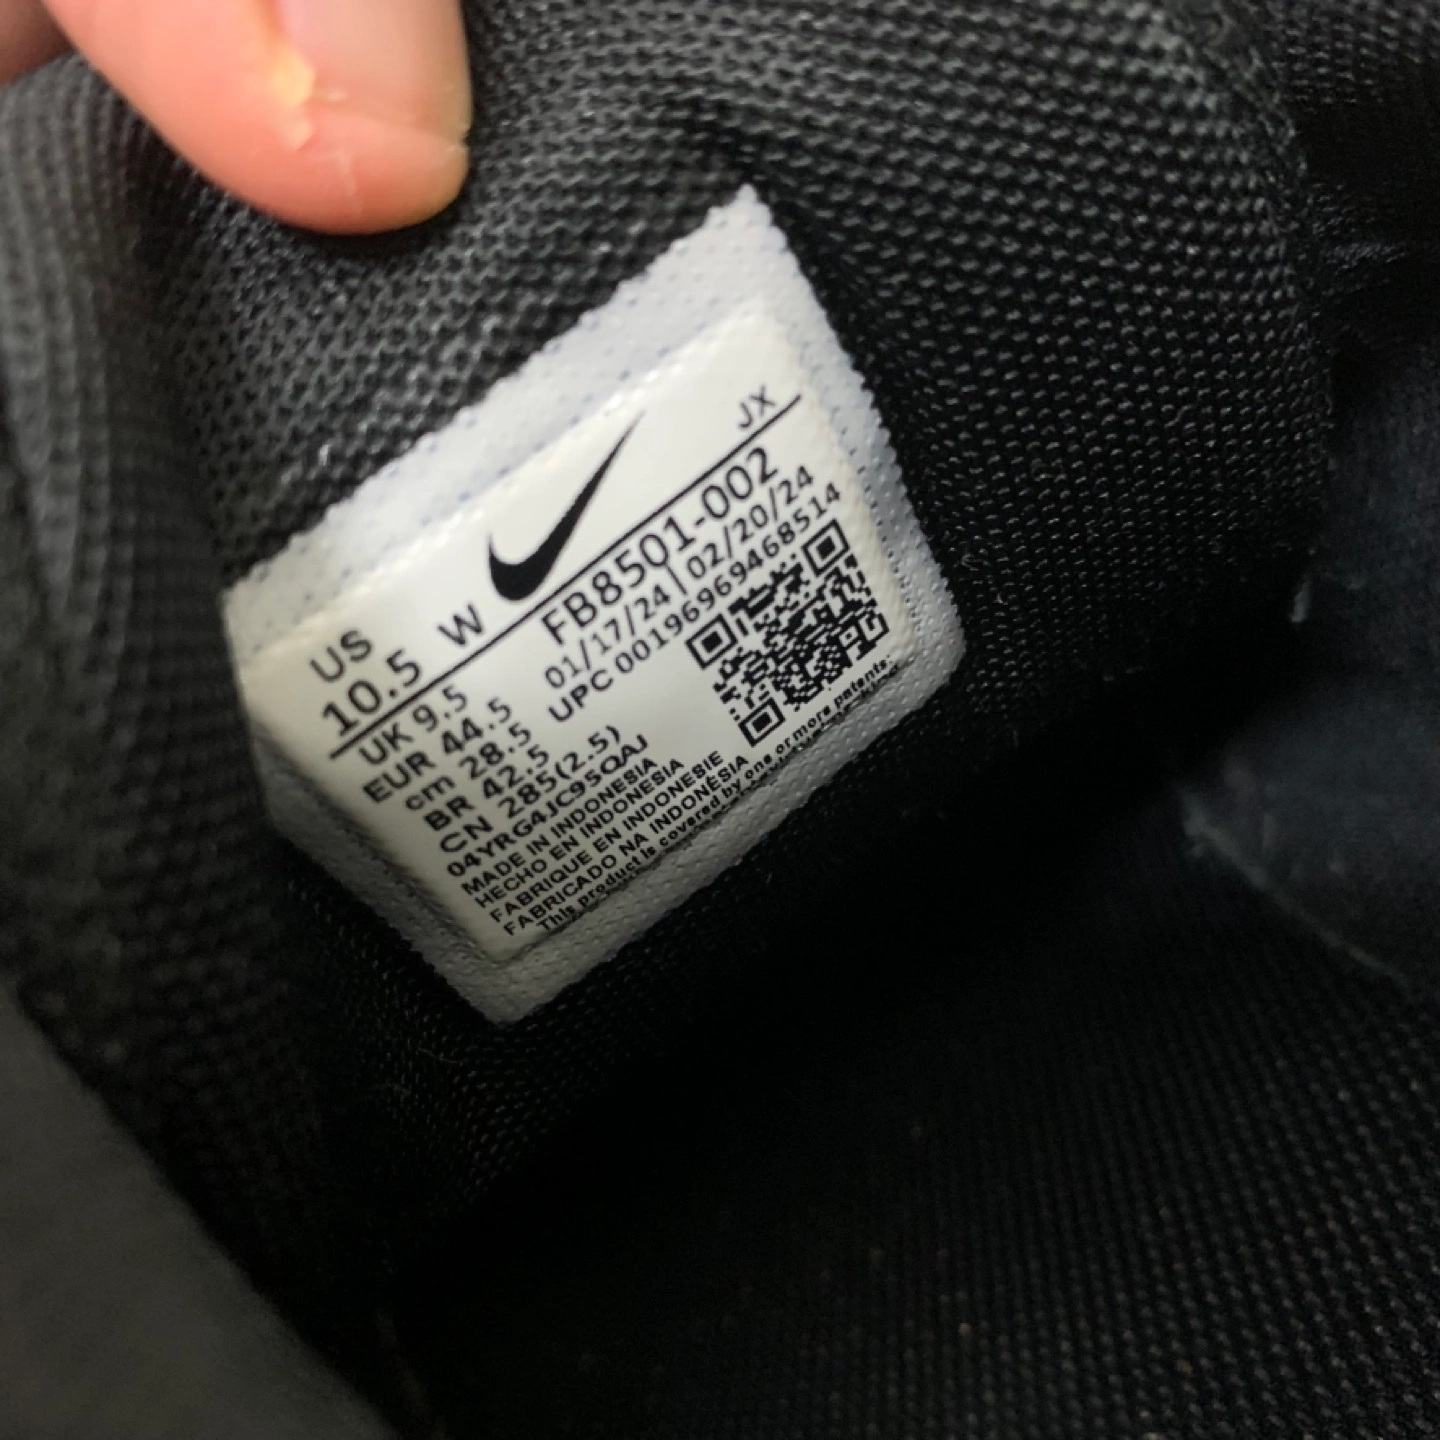 JX
US
10.5 W
UK 9.5
EUR 44.5
cm 28.5
BR 42.5
CN 285(2.5)
FB8501-002
01/17/24|02/20/24
UPC 00196969468514
04YRG4JC95QAJ
MADE IN INDONESIA
HECHO EN INDONESIA
FABRIQUE EN INDONESIE
FABRICADO NA INDONÉSIA
This product is covered by one or more patents: